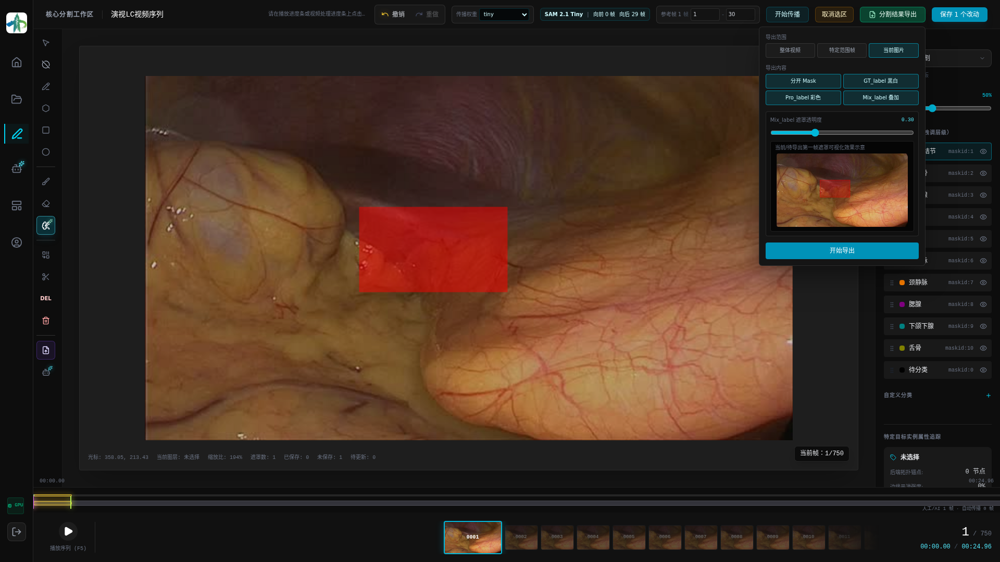 核心分割工作区
演视LC视频序列
请在播放进度条或视频处理进度条上点击…
撤销
重做
传播权重
tiny
SAM 2.1 Tiny | 向前 0 帧 向后 29 帧
参考帧 1 帧 1 - 30
开始传播
取消选区
分割结果导出
保存 1 个改动
导出范围
整体视频
特定范围帧
当前图片
导出内容
分开 Mask
GT_label 黑白
Pro_label 彩色
Mix_label 叠加
Mix_label 遮罩透明度
0.30
当前/待导出第一帧遮罩可视化效果示意
开始导出
割
50%
调层级)
结节 maskid:1
maskid:2
maskid:3
maskid:4
maskid:5
maskid:6
颈静脉 maskid:7
腮腺 maskid:8
下颌下腺 maskid:9
舌骨 maskid:10
待分类 maskid:0
自定义分类
+
特定目标实例属性追踪
未选择
后端拓扑锚点: 0 节点
边缘平滑强度: 0%
DEL
光标: 358.05, 213.43 当前图层: 未选择 缩放比: 194% 遮罩数: 1 已保存: 0 未保存: 1 待更新: 0
当前帧：1/750
00:00.00
00:24.96
人工/AI 1 帧 · 自动传播 0 帧
GPU
播放序列 (F5)
0001
0002
0003
0004
0005
0006
0007
0008
0009
0010
0011
1 / 750
00:00.00 / 00:24.96